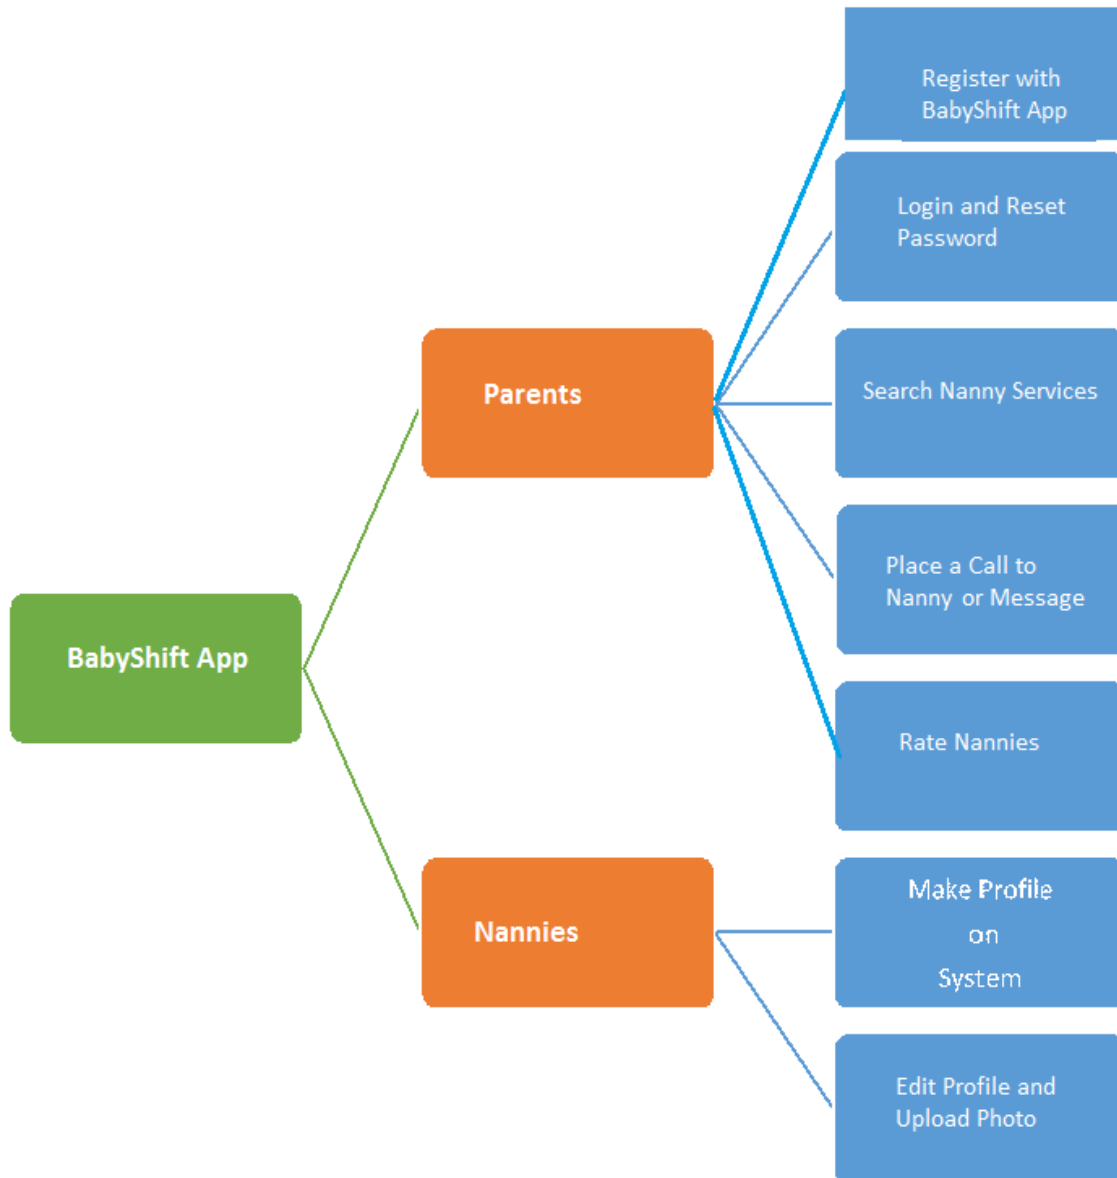 Register with
BabyShift App
Login and Reset
Password
Parents
Search Nanny Services
Place a Call to
Nanny or Message
BabyShift App
Rate Nannies
Nannies
Make Profile
on
System
Edit Profile and
Upload Photo